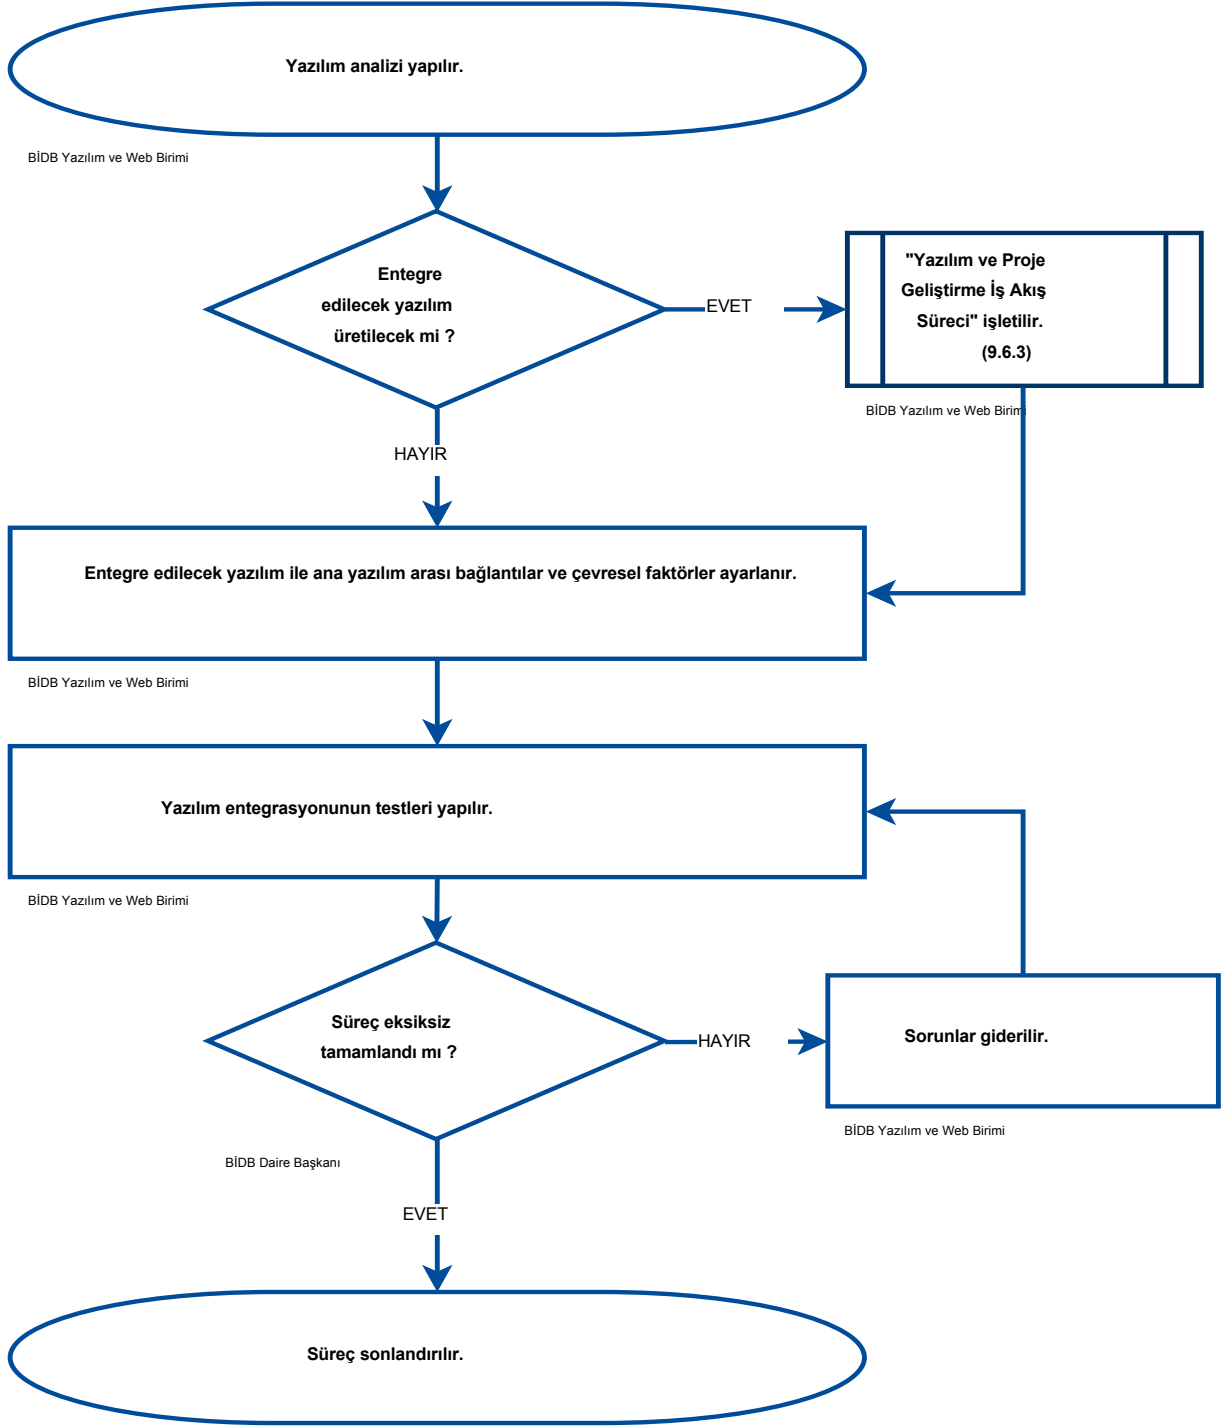 Yazılım analizi yapılır.
BİDB Yazılım ve Web Birimi
Entegre
edilecek yazılım
üretilecek mi ?
EVET
"Yazılım ve Proje
Geliştirme İş Akış
Süreci" işletilir.
(9.6.3)
BİDB Yazılım ve Web Birimi
HAYIR
Entegre edilecek yazılım ile ana yazılım arası bağlantılar ve çevresel faktörler ayarlanır.
BİDB Yazılım ve Web Birimi
Yazılım entegrasyonunun testleri yapılır.
BİDB Yazılım ve Web Birimi
Süreç eksiksiz
tamamlandı mı ?
HAYIR
Sorunlar giderilir.
BİDB Yazılım ve Web Birimi
BİDB Daire Başkanı
EVET
Süreç sonlandırılır.